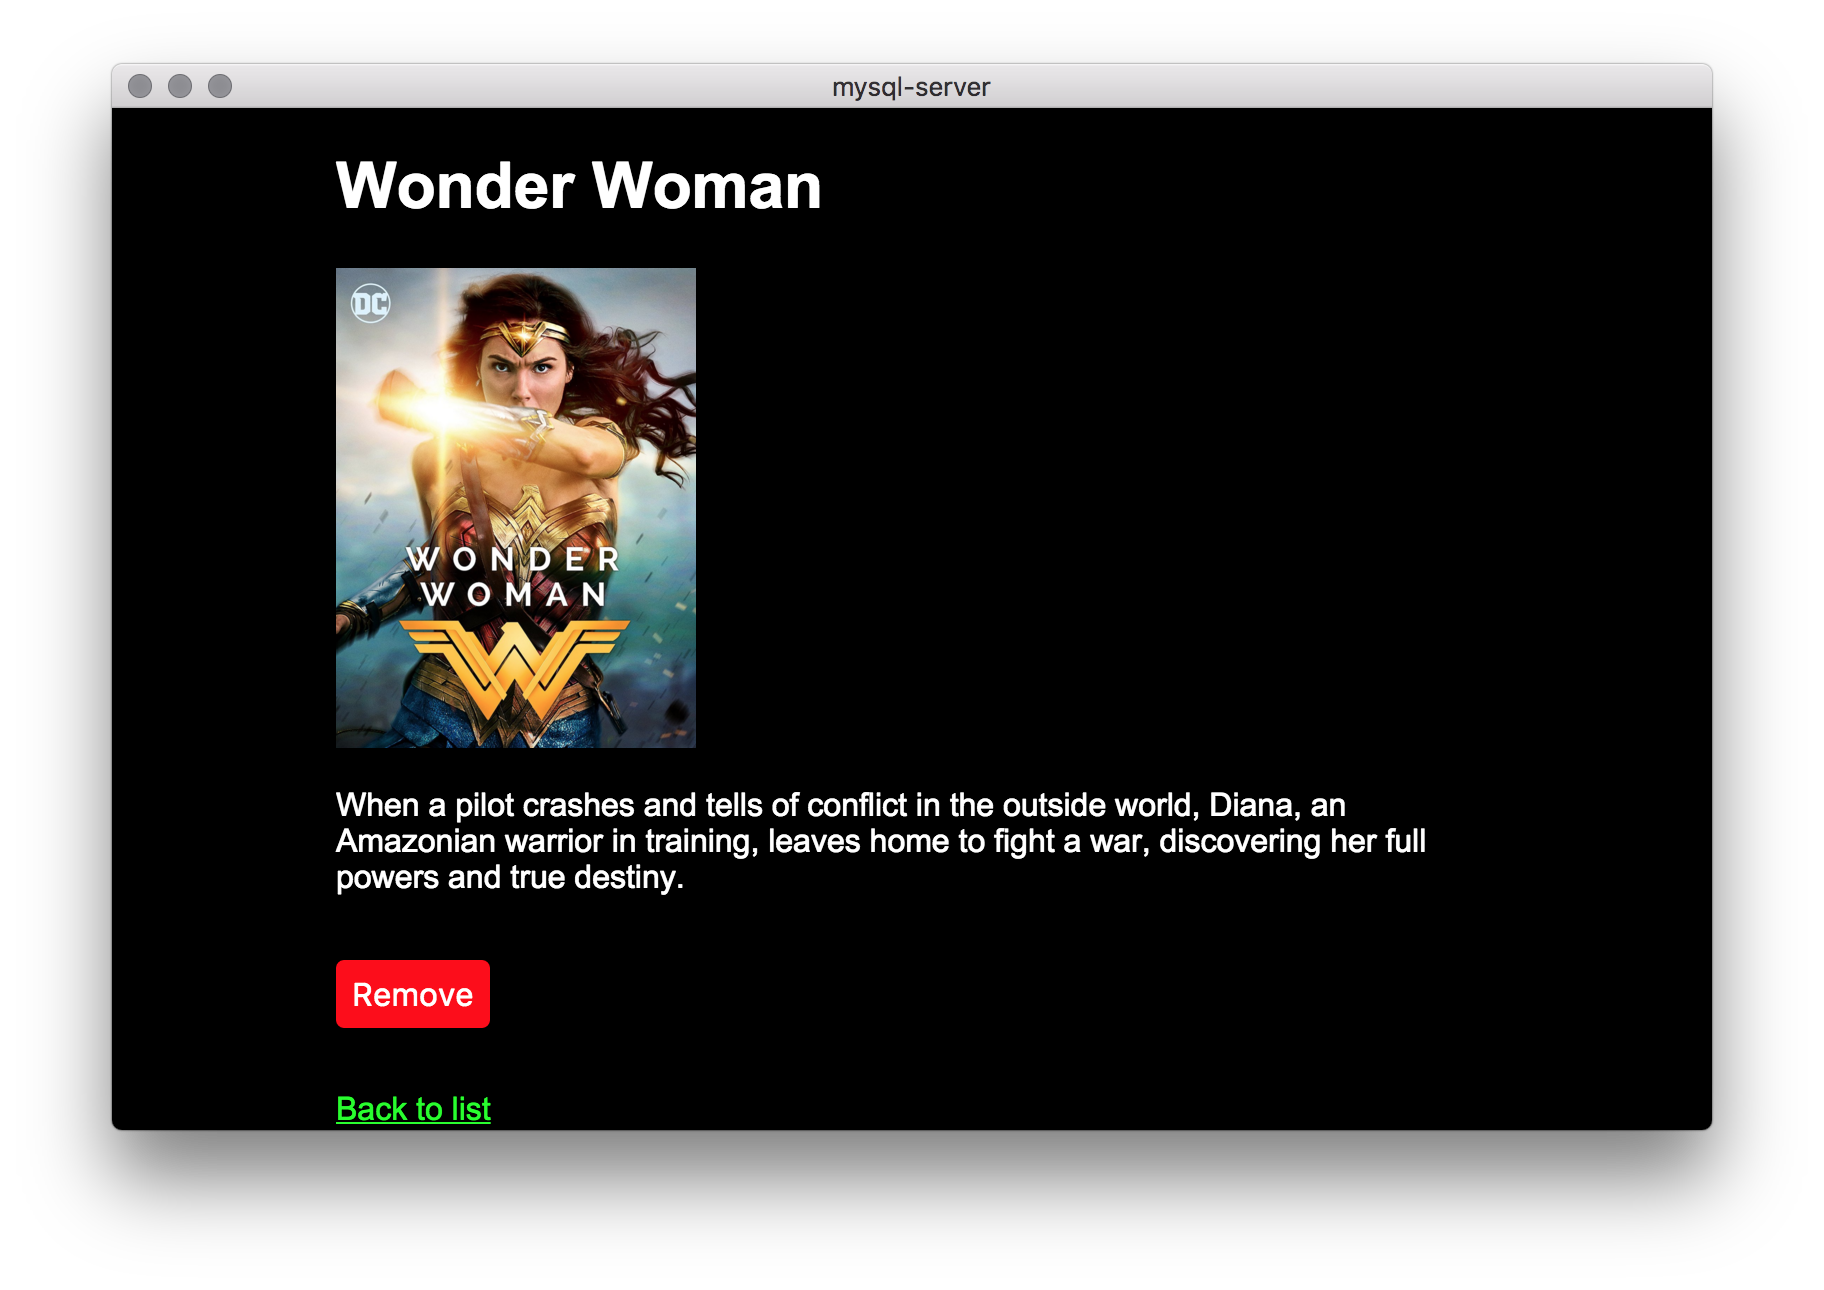 mysql-server
Wonder Woman
DC
WONDER
WOMAN
When a pilot crashes and tells of conflict in the outside world, Diana, an
Amazonian warrior in training, leaves home to fight a war, discovering her full
powers and true destiny.
Remove
Back to list